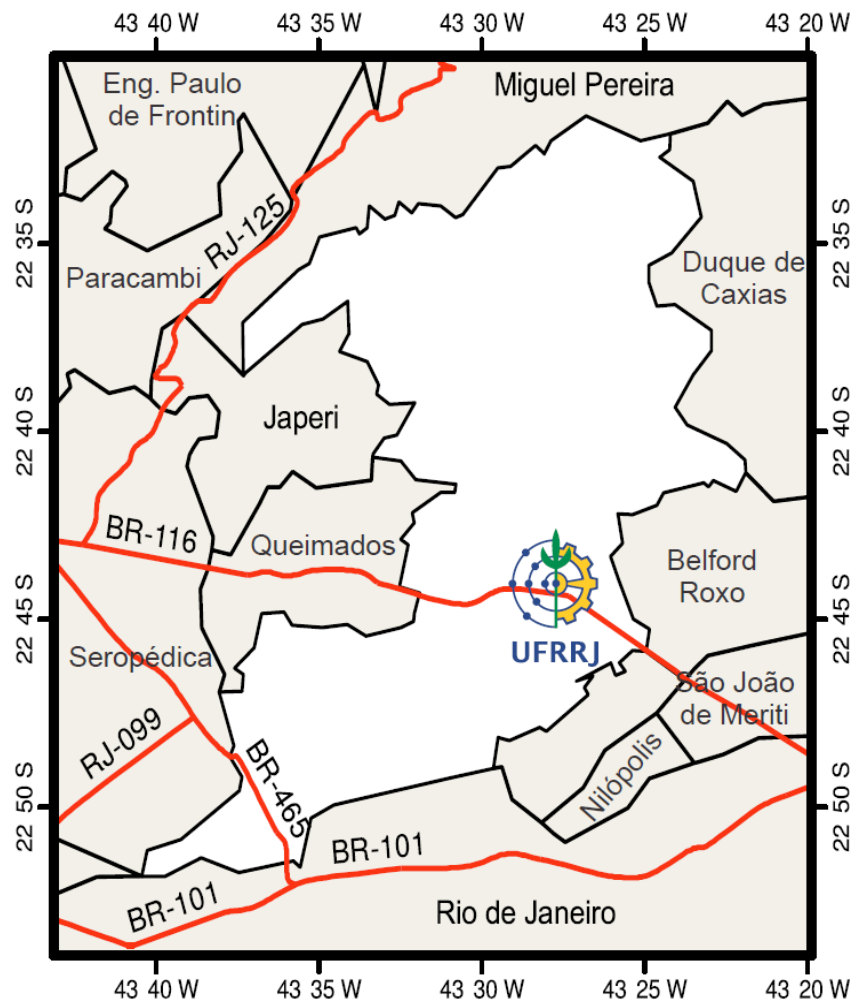 43 40 W
43 35 W
43 30 W
43 25 W
43 20 W
Eng. Paulo
de Frontin
Miguel Pereira
22 35 S
RJ-125
22 35 S
Paracambi
Duque de
Caxias
22 40 S
Japeri
22 40 S
BR-116
Queimados
Belford
Roxo
22 45 S
22 45 S
Seropédica
UFRRJ
São João
de Meriti
RJ-099
BR-465
Nilópolis
22 50 S
22 50 S
BR-101
BR-101
Rio de Janeiro
43 40 W
43 35 W
43 30 W
43 25 W
43 20 W